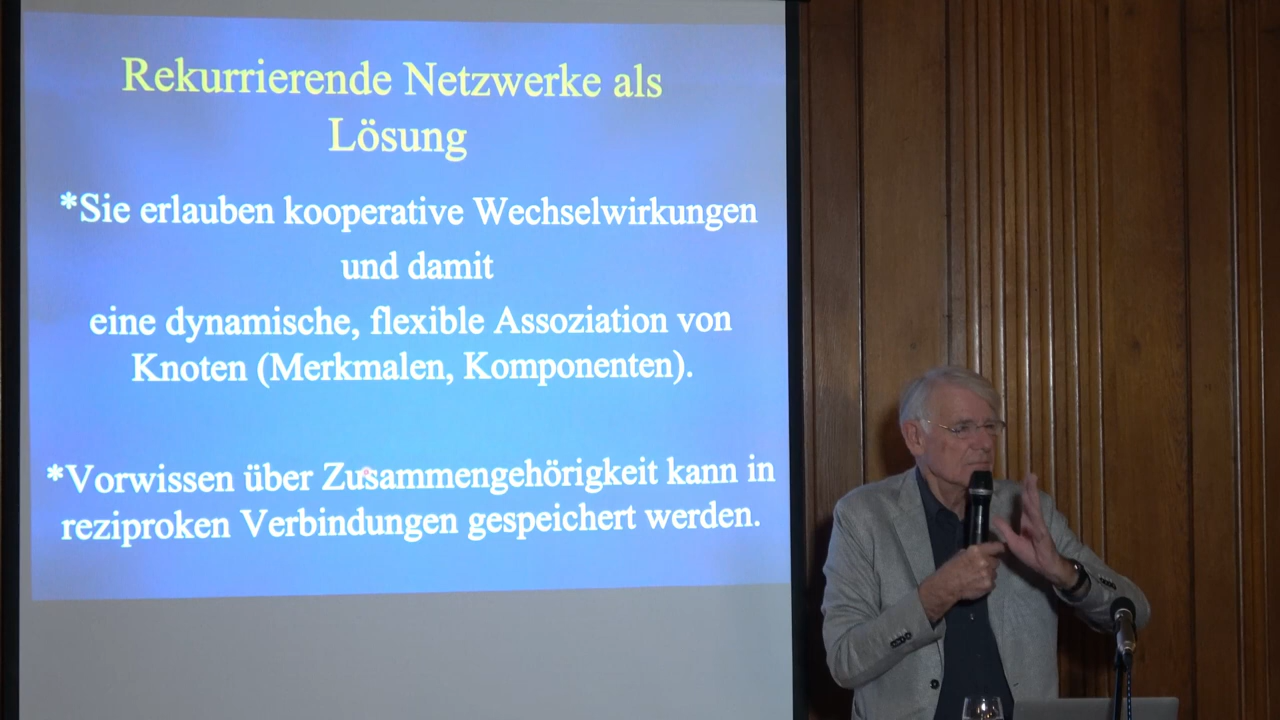 Rekurrierende Netzwerke als
Lösung
*Sie erlauben kooperative Wechselwirkungen
und damit
eine dynamische, flexible Assoziation von
Knoten (Merkmalen, Komponenten).
*Vorwissen über Zusammengehörigkeit kann in
reziproken Verbindungen gespeichert werden.